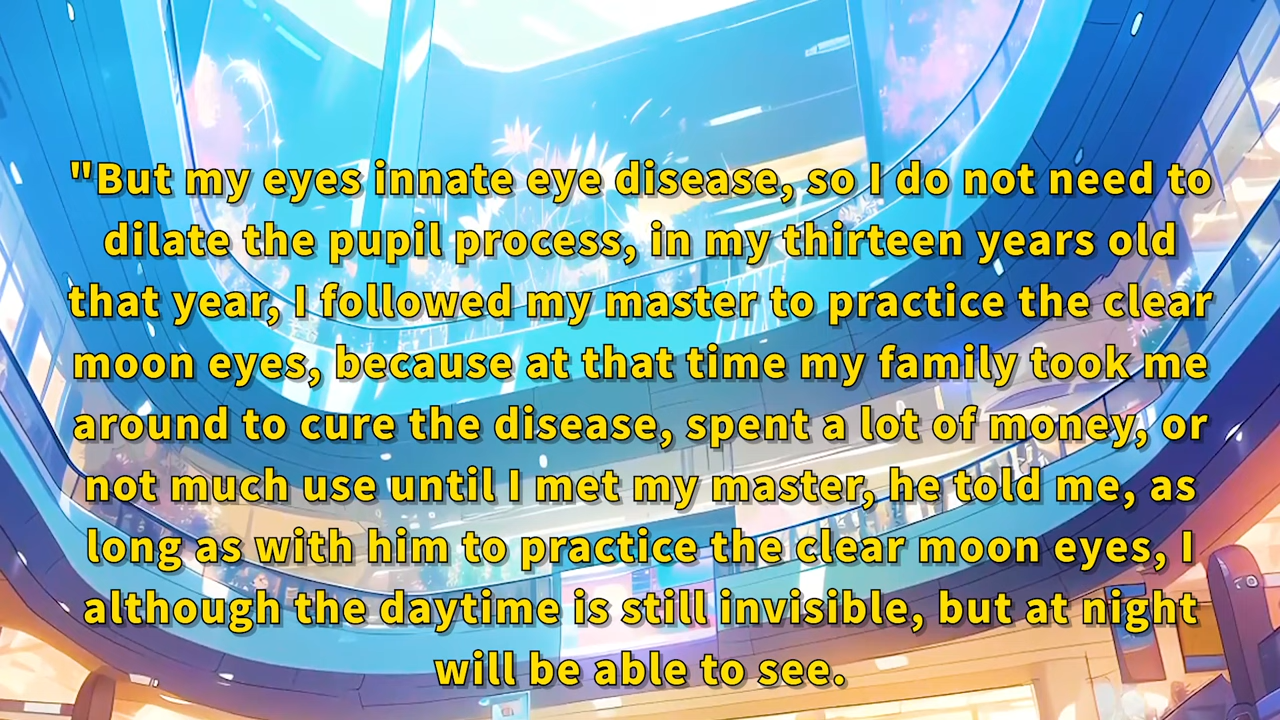 "But my eyes innate eye disease, so I do not need to
dilate the pupil process, in my thirteen years old
that year, I followed my master to practice the clear
moon eyes, because at that time my family took me
around to cure the disease, spent a lot of money, or
not much use until I met my master, he told me, as
long as with him to practice the clear moon eyes, I
although the daytime is still invisible, but at night
will be able to see.